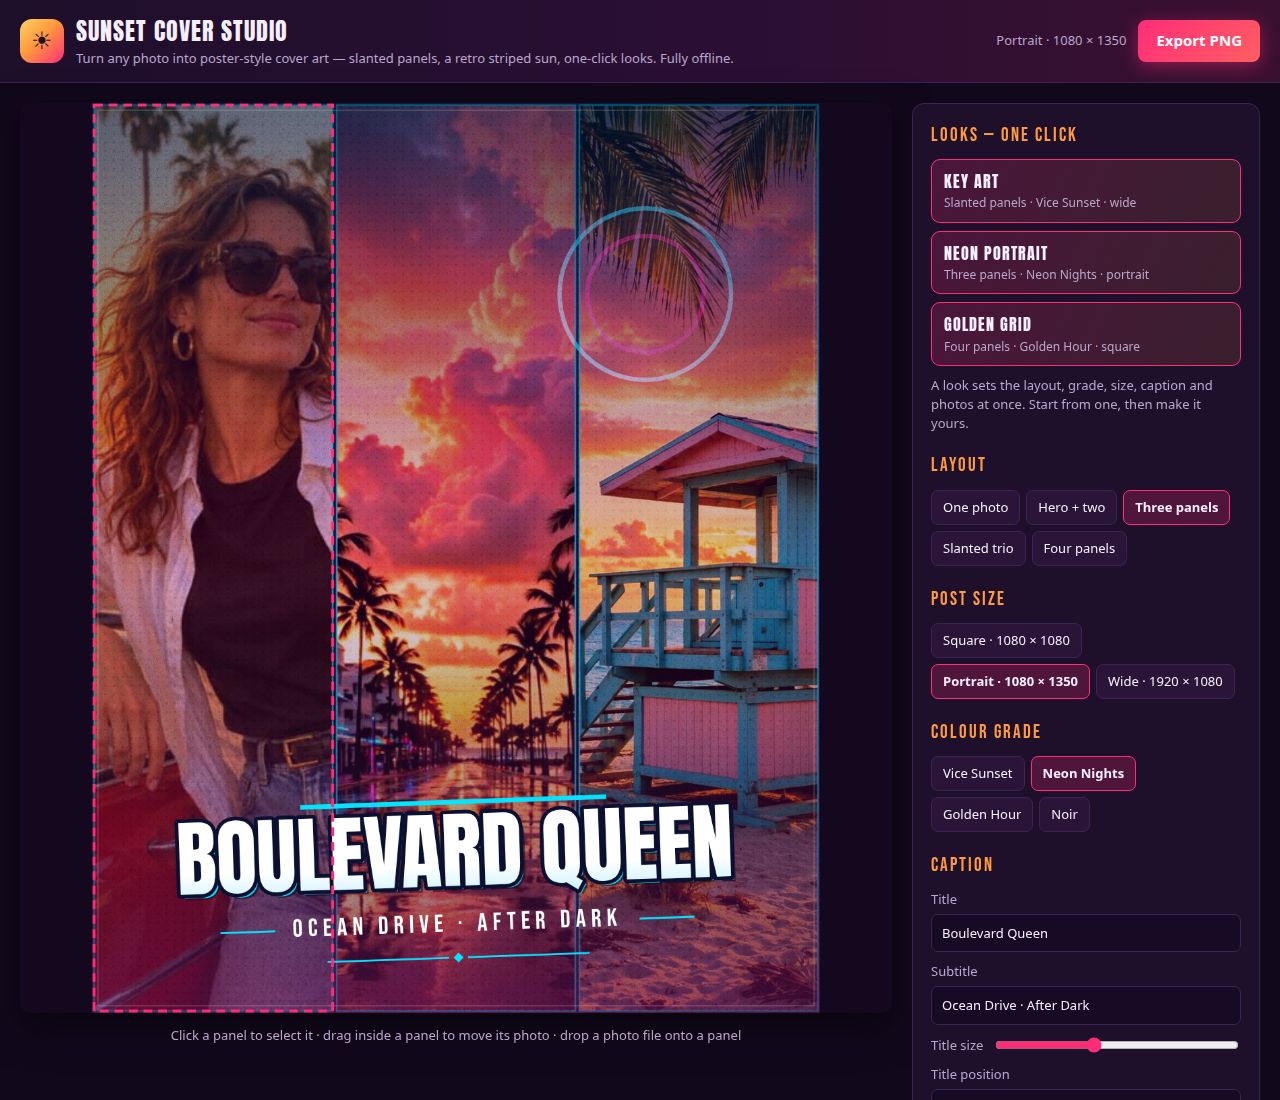 SUNSET COVER STUDIO
Turn any photo into poster-style cover art — slanted panels, a retro striped sun, one-click looks. Fully offline.
Portrait · 1080 × 1350
Export PNG
BOULEVARD QUEEN
OCEAN DRIVE · AFTER DARK
Click a panel to select it · drag inside a panel to move its photo · drop a photo file onto a panel
LOOKS — ONE CLICK
KEY ART
Slanted panels · Vice Sunset · wide
NEON PORTRAIT
Three panels · Neon Nights · portrait
GOLDEN GRID
Four panels · Golden Hour · square
A look sets the layout, grade, size, caption and
photos at once. Start from one, then make it
yours.
LAYOUT
One photo
Hero + two
Three panels
Slanted trio
Four panels
POST SIZE
Square · 1080 × 1080
Portrait · 1080 × 1350
Wide · 1920 × 1080
COLOUR GRADE
Vice Sunset
Neon Nights
Golden Hour
Noir
CAPTION
Title
Boulevard Queen
Subtitle
Ocean Drive · After Dark
Title size
Title position